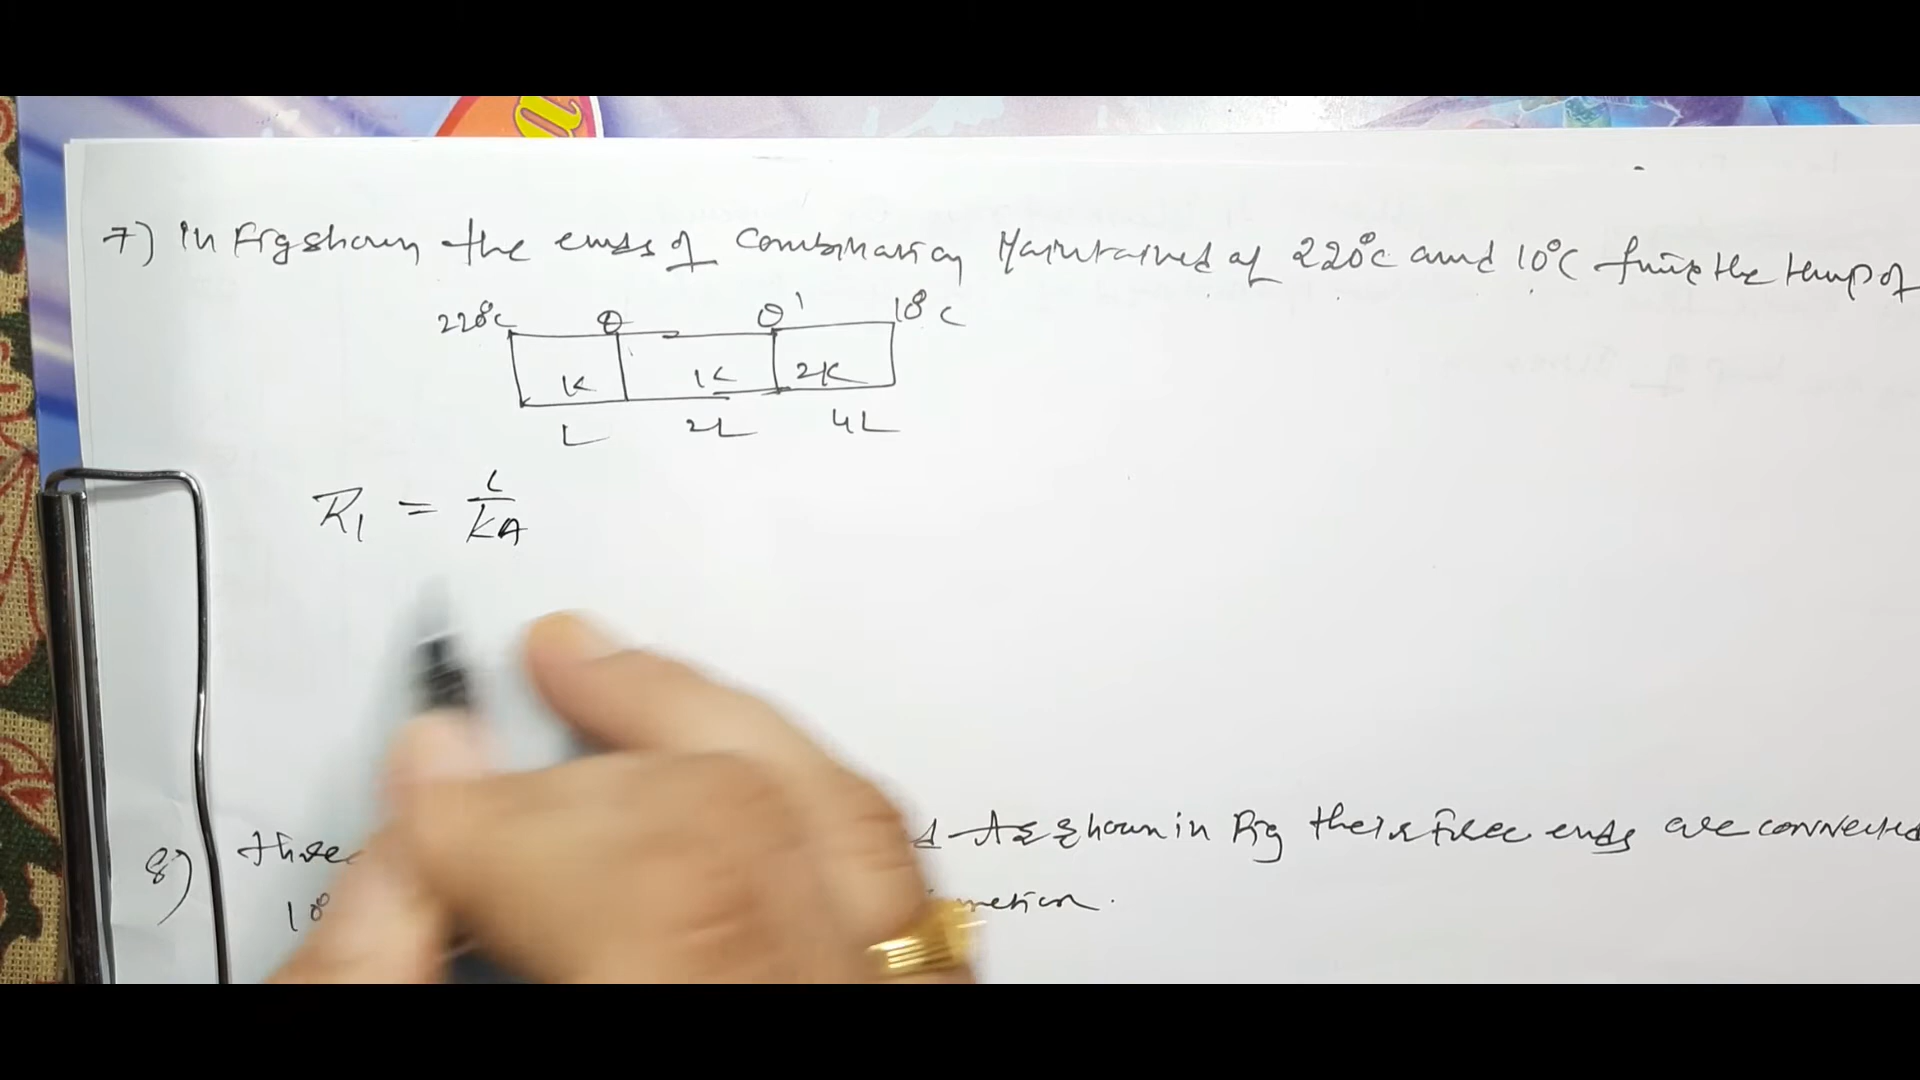 7) in Fig shown the ends of combination Maintained at 220°c and 10°C find the temp of
220°c θ θ' 10°c
K K 2K
L 2L 4L
R1 = L/KA
8) three As shown in Fig their free ends are connected
10°